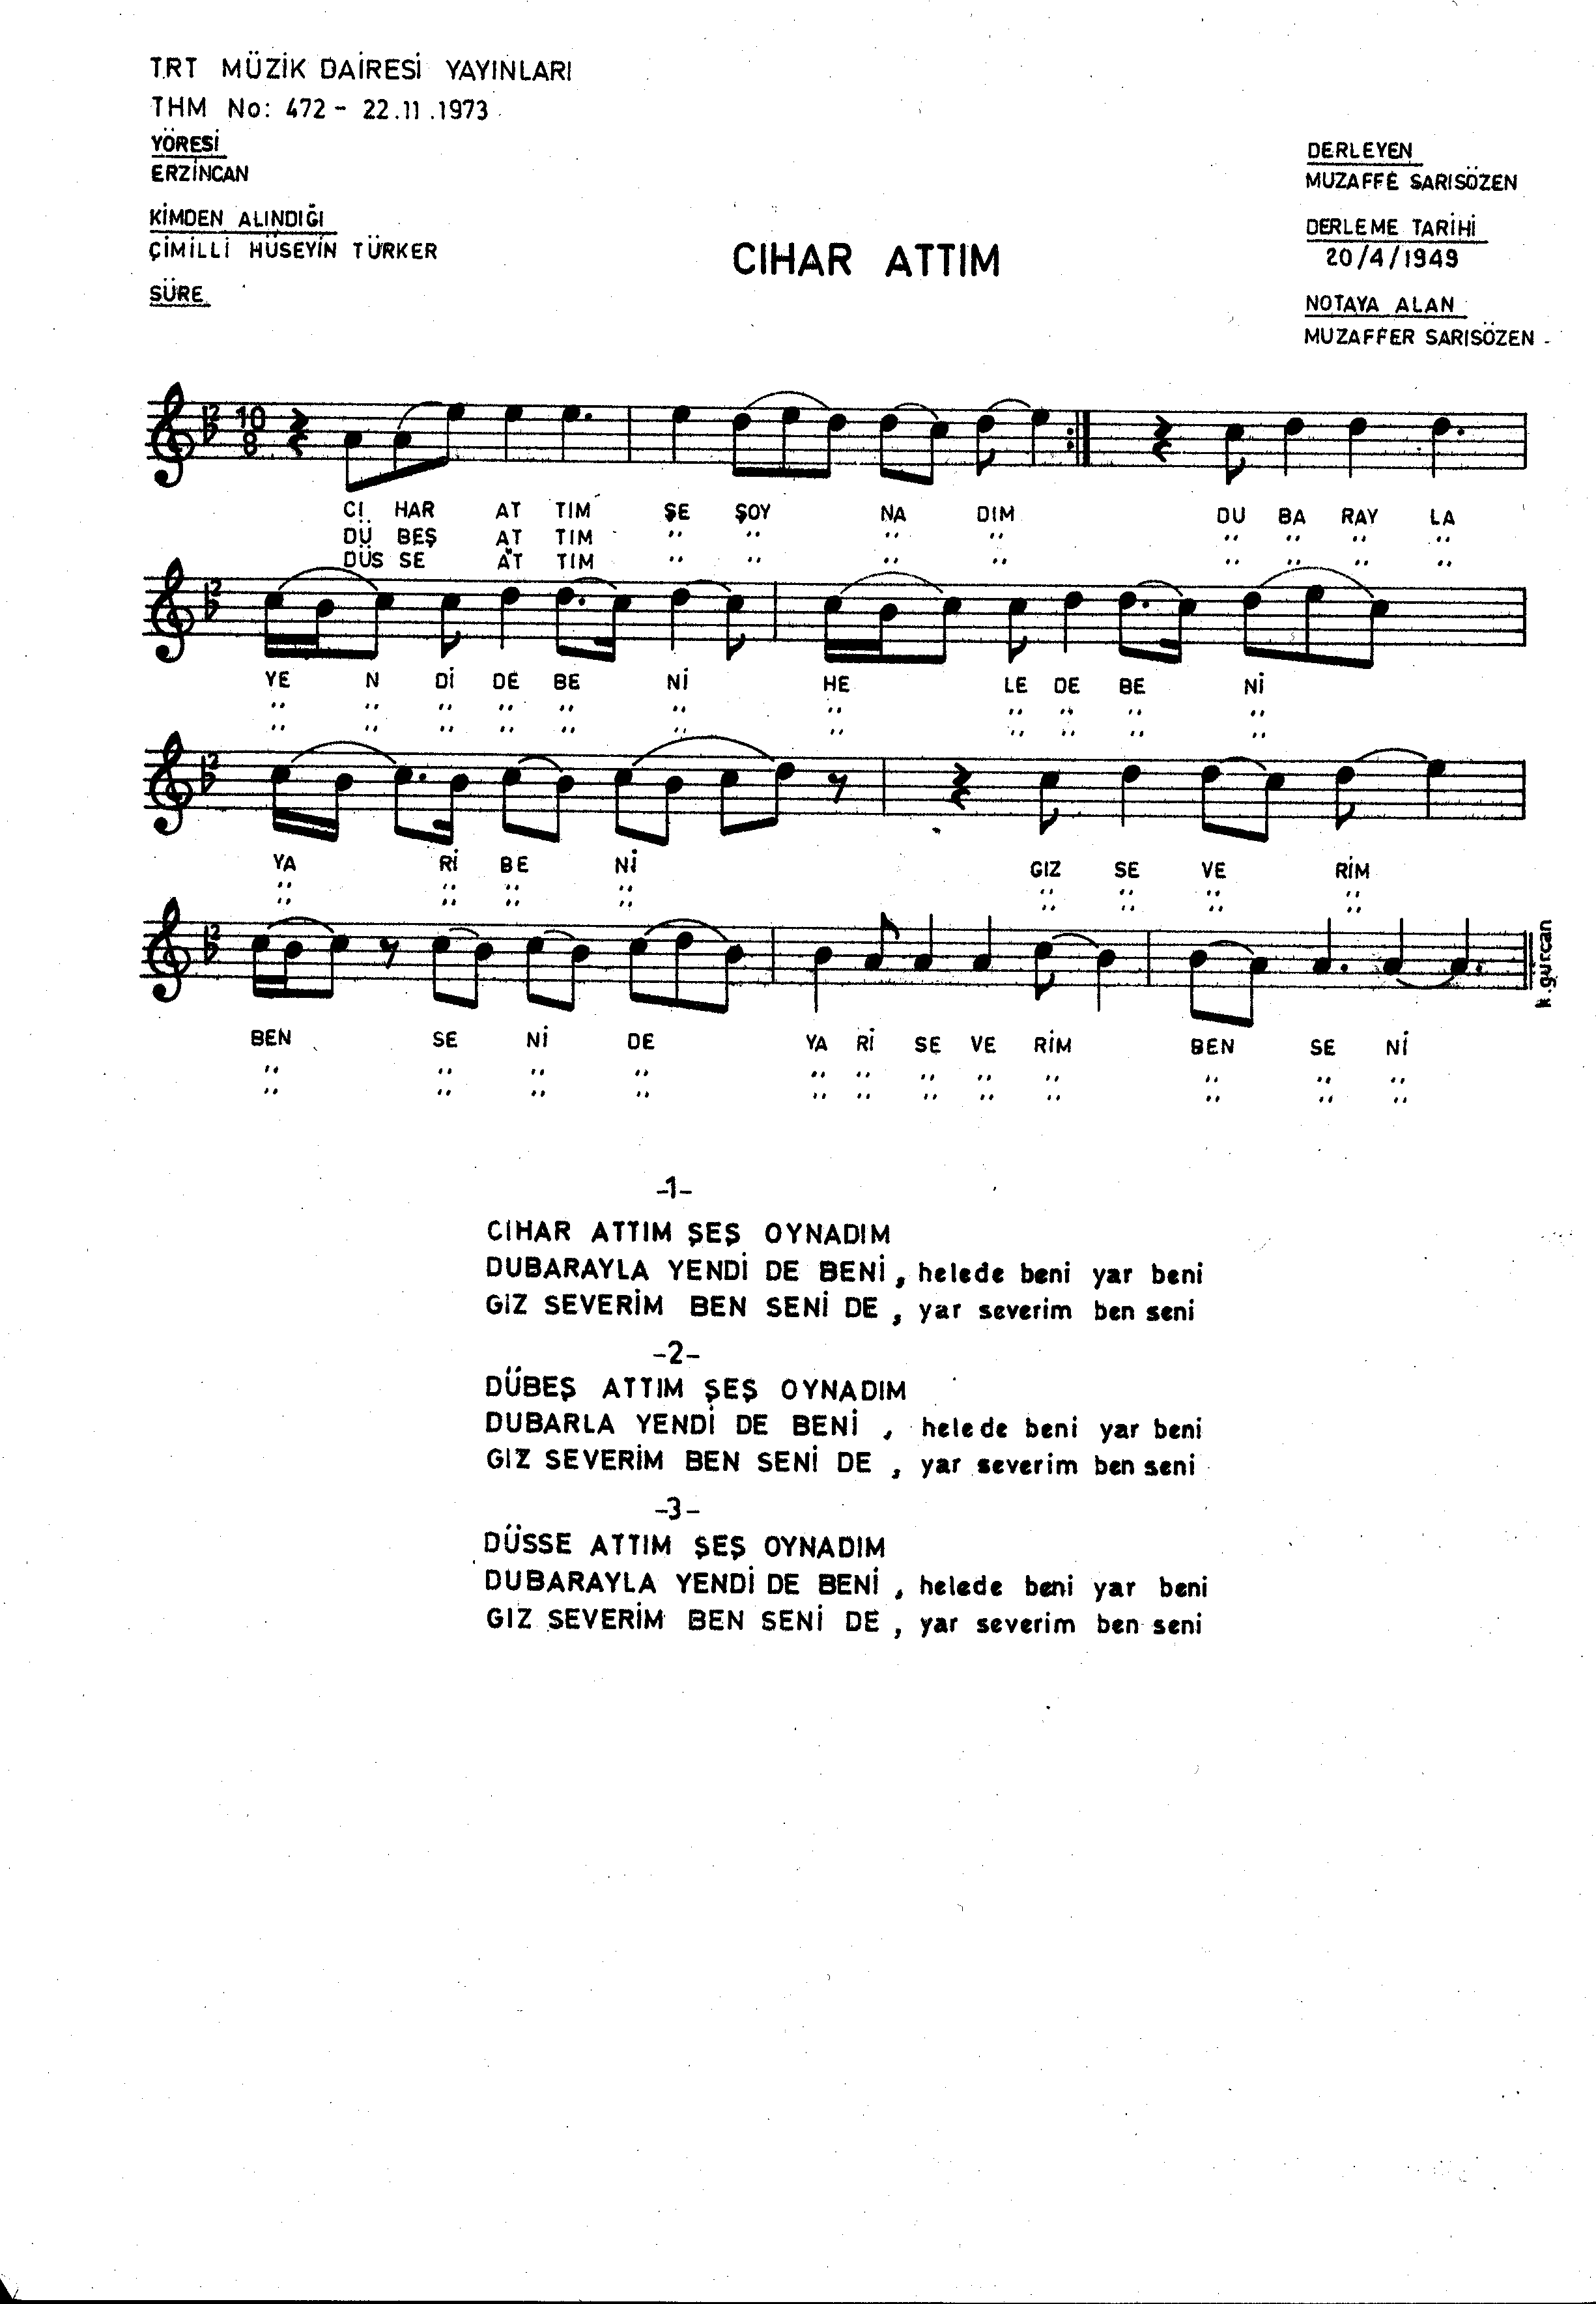 TRT MÜZİK DAİRESİ YAYINLARI
THM No: 472 - 22.11.1973
YÖRESİ
ERZİNCAN
KİMDEN ALINDIĞI
ÇİMİLLİ HÜSEYİN TÜRKER
SÜRE
DERLEYEN
MUZAFFE SARISÖZEN
DERLEME TARİHİ
20/4/1949
NOTAYA ALAN
MUZAFFER SARISÖZEN
CIHAR ATTIM
10
8
CI HAR AT TIM ŞE ŞOY NA DIM DU BA RAY LA
DÜ BEŞ AT TIM " " " " " " " "
DÜS SE AT TIM " " " " " " " "
YE N Dİ DE BE Nİ HE LE DE BE Nİ
" " " " " " " " " " "
" " " " " " " " " " "
YA Rİ BE Nİ GIZ SE VE RİM
" " " " " " " "
" " " " " " " "
BEN SE Nİ DE YA Rİ SE VE RİM BEN SE Nİ
" " " " " " " " " " " "
" " " " " " " " " " " "
k.gürcan
-1-
CIHAR ATTIM ŞEŞ OYNADIM
DUBARAYLA YENDİ DE BENİ, helede beni yar beni
GIZ SEVERİM BEN SENİ DE, yar severim ben seni
-2-
DÜBEŞ ATTIM ŞEŞ OYNADIM
DUBARLA YENDİ DE BENİ, helede beni yar beni
GIZ SEVERİM BEN SENİ DE, yar severim ben seni
-3-
DÜSSE ATTIM ŞEŞ OYNADIM
DUBARAYLA YENDİ DE BENİ, helede beni yar beni
GIZ SEVERİM BEN SENİ DE, yar severim ben seni